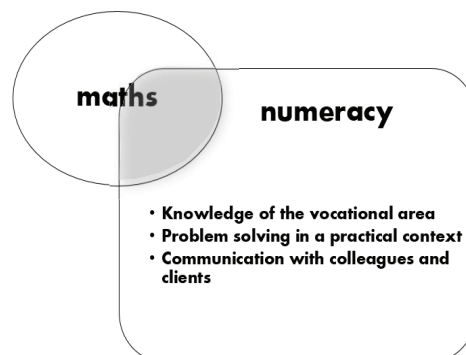 maths
numeracy
• Knowledge of the vocational area
• Problem solving in a practical context
• Communication with colleagues and
clients